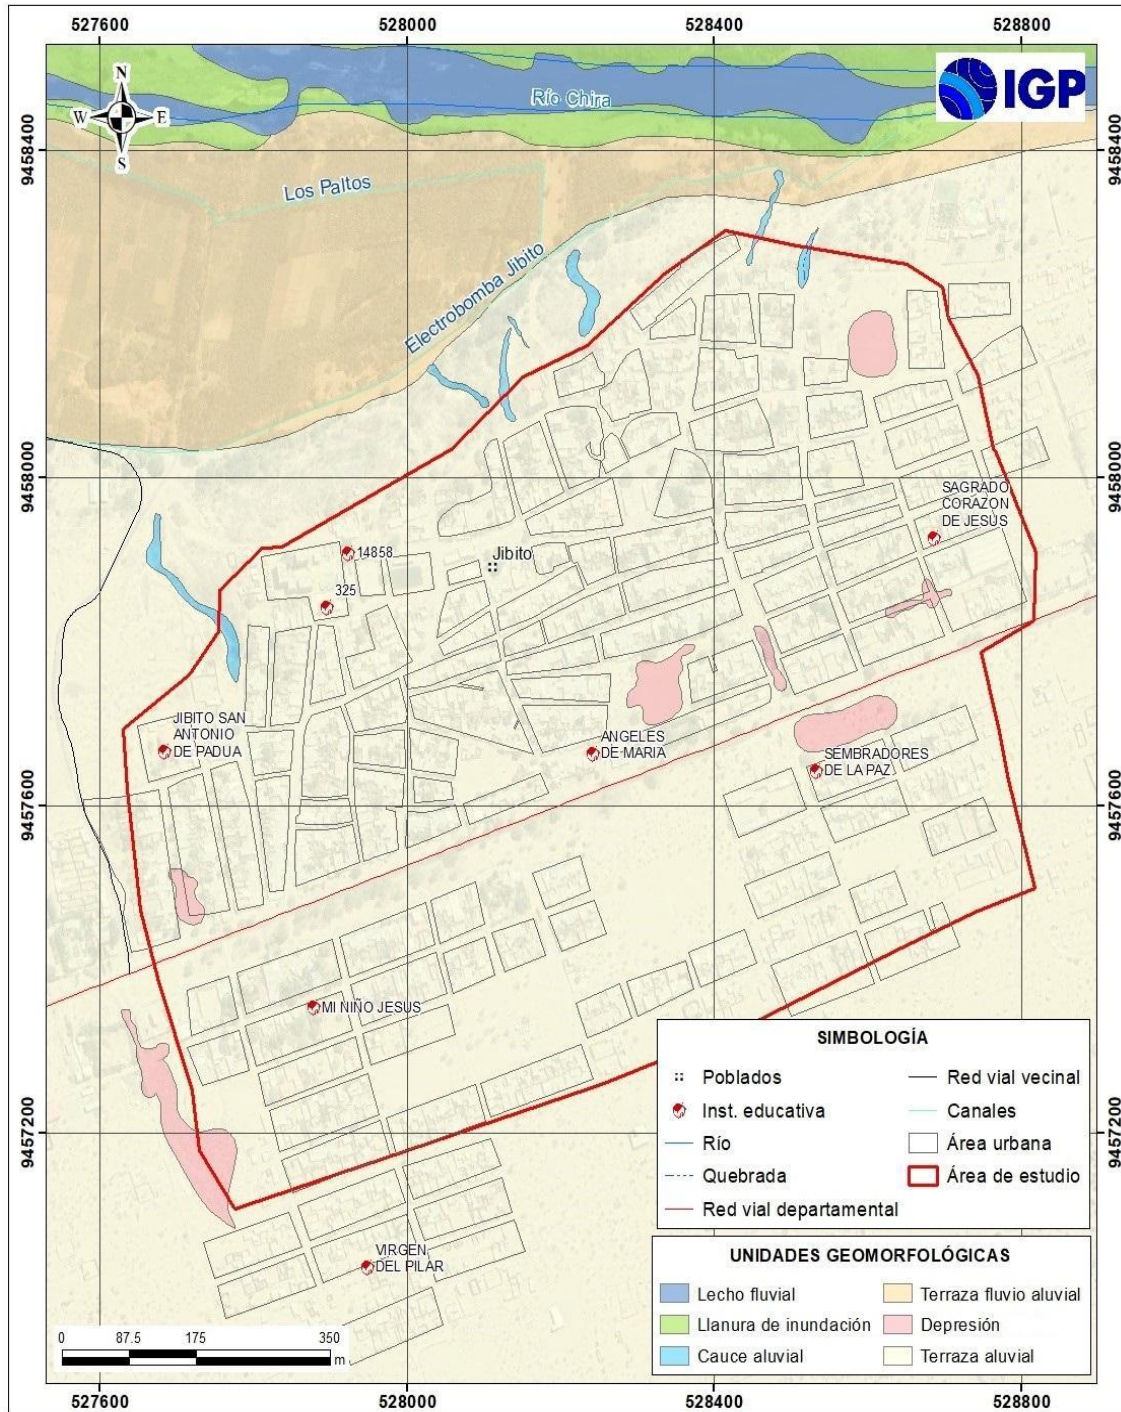 527600
528000
528400
528800
N
W
E
S
IGP
Río Chira
9458400
9458400
Los Paltos
Electrobomba Jibito
9458000
9458000
SAGRADO
CORAZON
DE JESUS
14858
Jibito
325
JIBITO SAN
ANTONIO
DE PADUA
ANGELES
DE MARIA
SEMBRADORES
DE LA PAZ
9457600
9457600
MI NIÑO JESUS
9457200
9457200
VIRGEN
DEL PILAR
SIMBOLOGÍA
Poblados
Inst. educativa
Río
Quebrada
Red vial departamental
Red vial vecinal
Canales
Área urbana
Área de estudio
UNIDADES GEOMORFOLÓGICAS
Lecho fluvial
Llanura de inundación
Cauce aluvial
Terraza fluvio aluvial
Depresión
Terraza aluvial
0 87.5 175 350
m
527600
528000
528400
528800